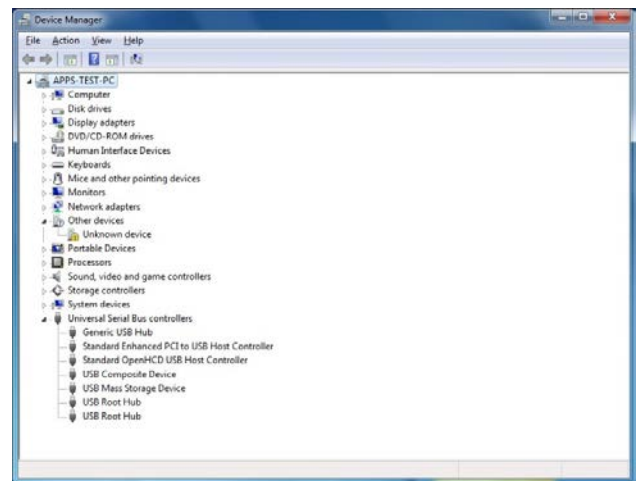 Device Manager
File Action View Help
APPS-TEST-PC
Computer
Disk drives
Display adapters
DVD/CD-ROM drives
Human Interface Devices
Keyboards
Mice and other pointing devices
Monitors
Network adapters
Other devices
Unknown device
Portable Devices
Processors
Sound, video and game controllers
Storage controllers
System devices
Universal Serial Bus controllers
Generic USB Hub
Standard Enhanced PCI to USB Host Controller
Standard OpenHCD USB Host Controller
USB Composite Device
USB Mass Storage Device
USB Root Hub
USB Root Hub